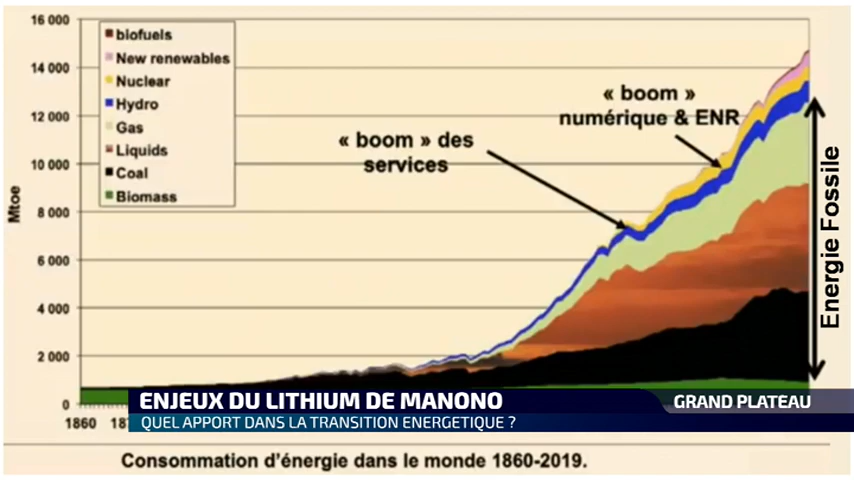 16 000
14 000
12 000
10 000
8 000
6 000
4 000
2 000
0
Mtoe
biofuels
New renewables
Nuclear
Hydro
Gas
Liquids
Coal
Biomass
« boom » des
services
« boom »
numérique & ENR
Energie Fossile
1860
ENJEUX DU LITHIUM DE MANONO
GRAND PLATEAU
QUEL APPORT DANS LA TRANSITION ENERGETIQUE ?
Consommation d'énergie dans le monde 1860-2019.